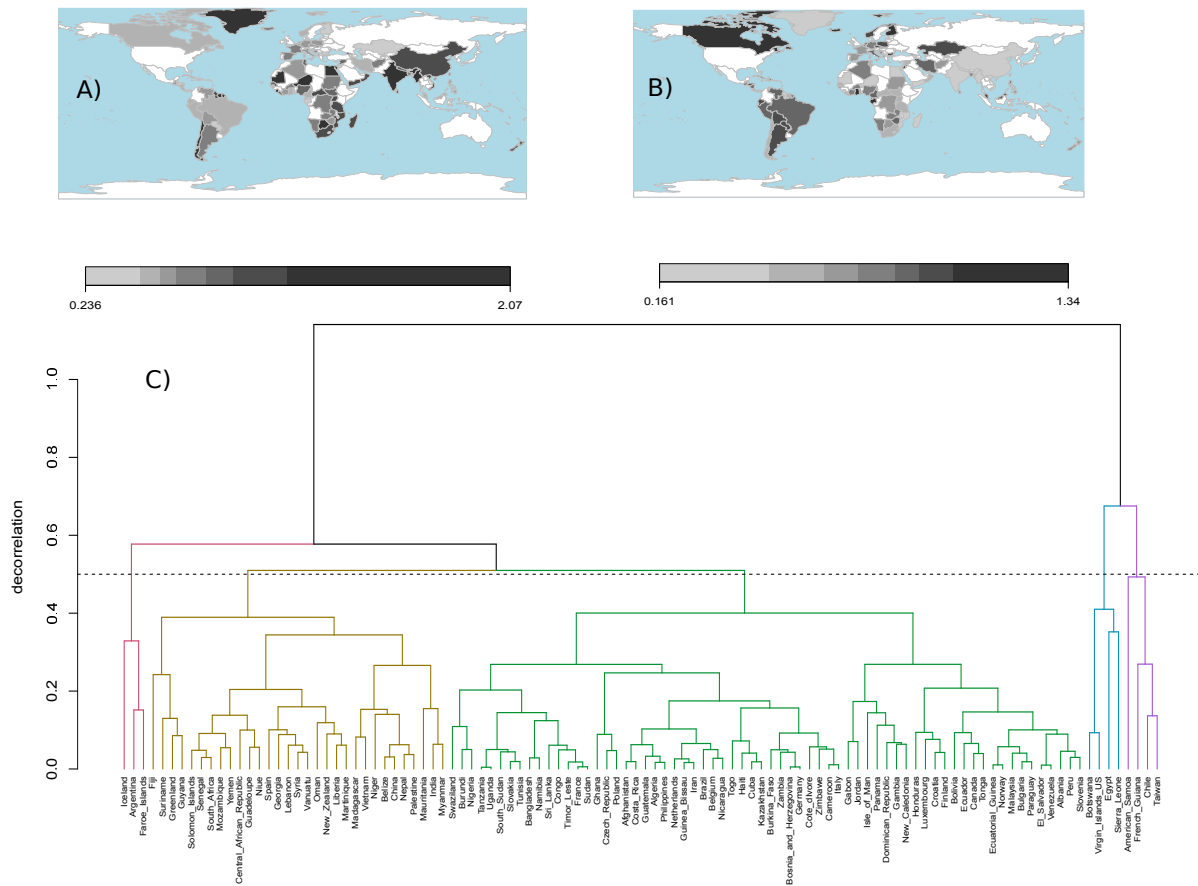 A)
B)
0.236
2.07
0.161
1.34
C)
decorrelation
1.0
0.8
0.6
0.4
0.2
0.0
Iceland
Argentina
Faroe_Islands
Fiji
Suriname
Greenland
Guyana
Solomon_Islands
Senegal
South_Africa
Mozambique
Yemen
Central_African_Republic
Guadeloupe
Niue
Spain
Georgia
Lebanon
Syria
Vanuatu
Oman
New_Zealand
Liberia
Martinique
Madagascar
Vietnam
Niger
Belize
China
Nepal
Palestine
Mauritania
India
Myanmar
Swaziland
Burundi
Nigeria
Tanzania
Uganda
South_Sudan
Slovakia
Tunisia
Bangladesh
Namibia
Sri_Lanka
Congo
Timor_Leste
France
Sudan
Ghana
Czech_Republic
Poland
Afghanistan
Costa_Rica
Guatemala
Algeria
Philippines
Netherlands
Guinea_Bissau
Iran
Brazil
Belgium
Nicaragua
Togo
Haiti
Cuba
Kazakhstan
Burkina_Faso
Zambia
Bosnia_and_Herzegovina
Germany
Cote_d'Ivore
Zimbabwe
Cameroon
Italy
Gabon
Jordan
Isle_of_Man
Panama
Dominican_Republic
Gambia
New_Caledonia
Honduras
Luxembourg
Croatia
Finland
Bolivia
Ecuador
Canada
Tonga
Ecuatorial_Guinea
Norway
Malaysia
Bulgaria
Paraguay
El_Salvador
Venezuela
Albania
Peru
Slovenia
Botswana
Virgin_Islands_US
Egypt
Sierra_Leone
American_Samoa
French_Guiana
Chile
Taiwan